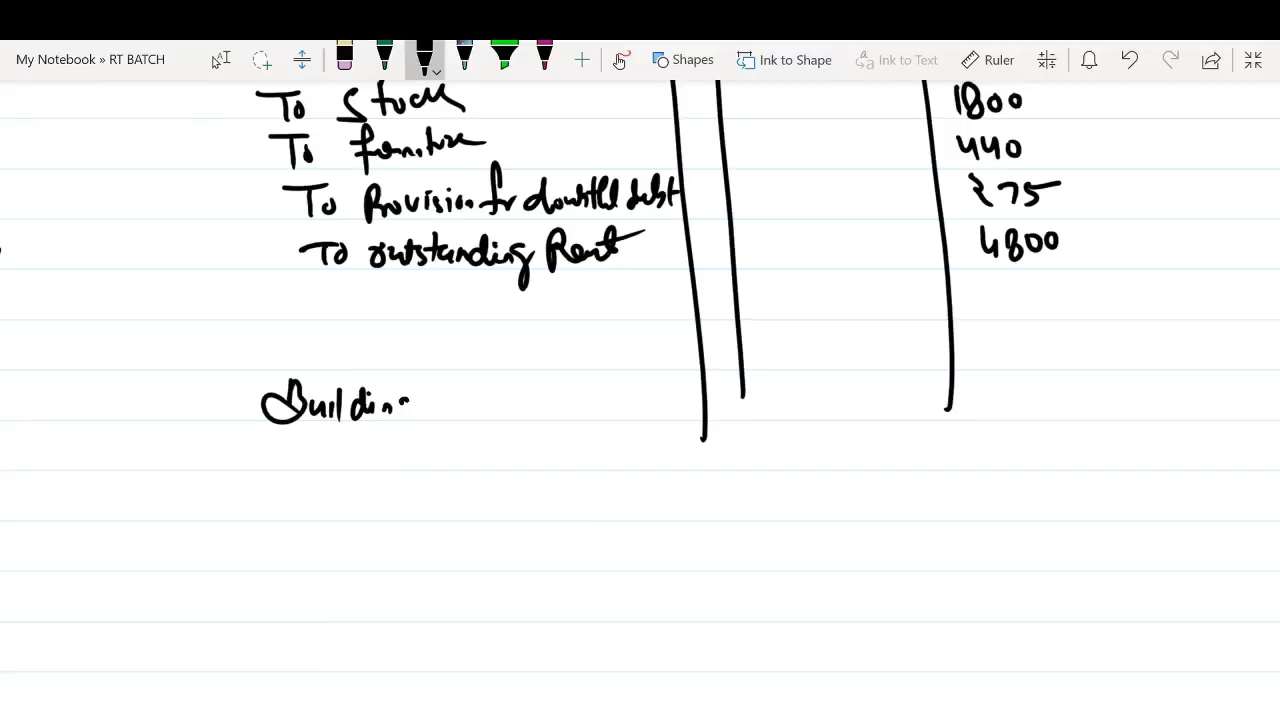 My Notebook » RT BATCH Shapes Ink to Shape Ink to Text Ruler
To Stock 1800
To furniture 440
To Provision for doubtful debt 275
To outstanding Rent 4800
Buildin